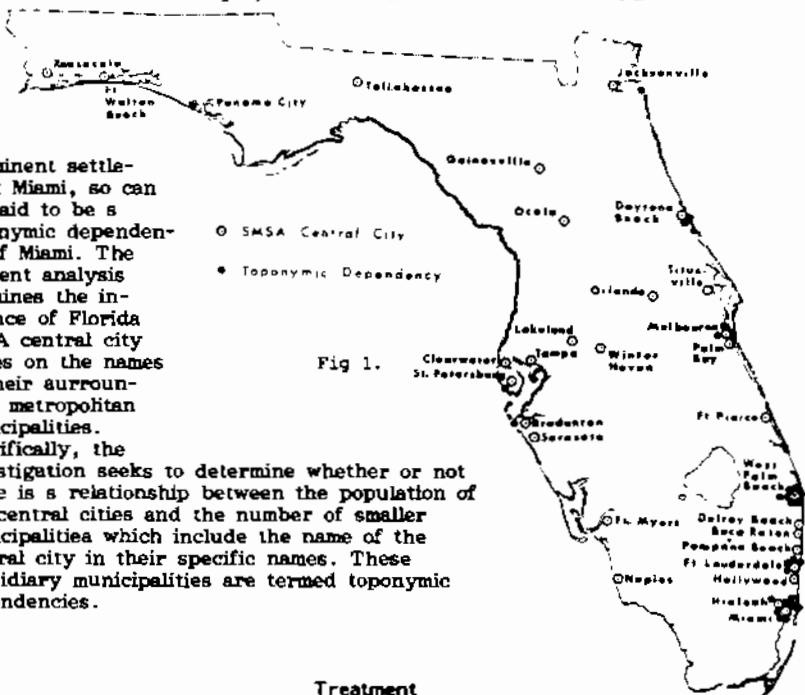 Pensacola
Ft
Walton
Beach
Panama City
Tallahassee
Jacksonville
Gainesville
Ocala
Daytona
Beach
Titus-
ville
Orlando
Melbourne
Palm
Bay
Lakeland
Clearwater
Tampa
St. Petersburg
Winter
Haven
Bradenton
Sarasota
Ft Pierce
West
Palm
Beach
Ft. Myers
Delray Beach
Boca Raton
Pompano Beach
Ft Lauderdale
Hollywood
Naples
Hialeah
Miami
SMSA Central City
Toponymic Dependency
Fig 1.
inent settle-
Miami, so can
aid to be s
nymic dependen-
f Miami. The
ent analysis
ines the in-
nce of Florida
A central city
es on the names
heir aurroun-
metropolitan
cipalities.
ifically, the
stigation seeks to determine whether or not
e is s relationship between the population of
central cities and the number of smaller
icipalitiea which include the name of the
ral city in their specific names. These
sidiary municipalities are termed toponymic
ndencies.
Treatment